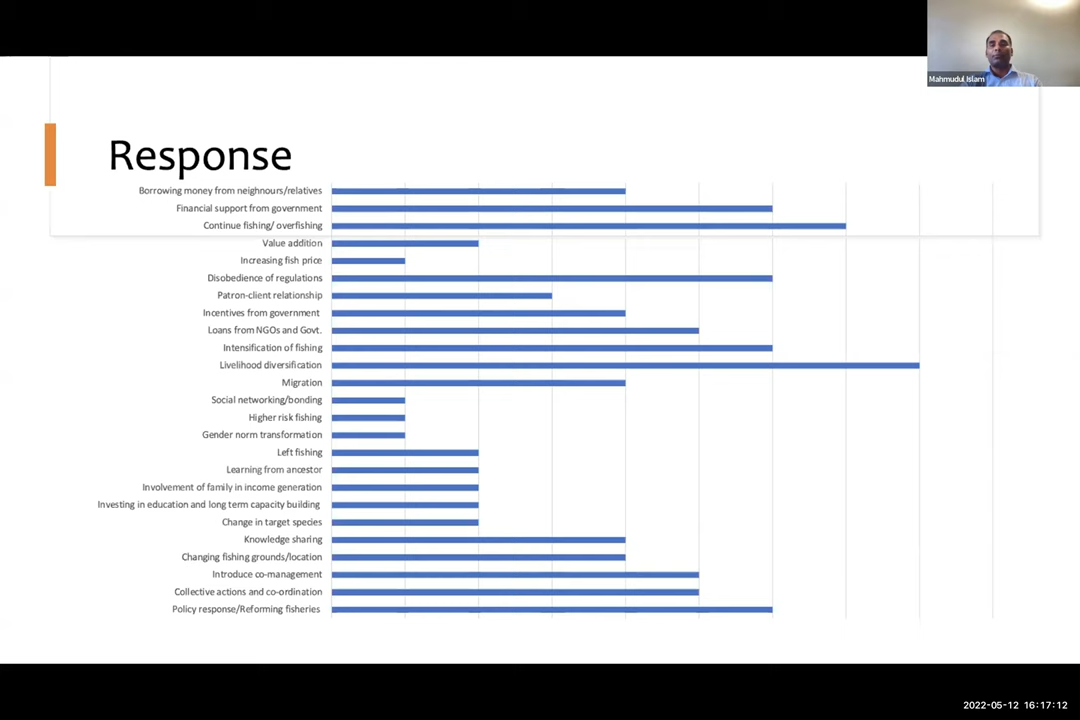 Mahmudul Islam
Response
Borrowing money from neighnours/relatives
Financial support from government
Continue fishing/ overfishing
Value addition
Increasing fish price
Disobedience of regulations
Patron-client relationship
Incentives from government
Loans from NGOs and Govt.
Intensification of fishing
Livelihood diversification
Migration
Social networking/bonding
Higher risk fishing
Gender norm transformation
Left fishing
Learning from ancestor
Involvement of family in income generation
Investing in education and long term capacity building
Change in target species
Knowledge sharing
Changing fishing grounds/location
Introduce co-management
Collective actions and co-ordination
Policy response/Reforming fisheries
2022-05-12 16:17:12